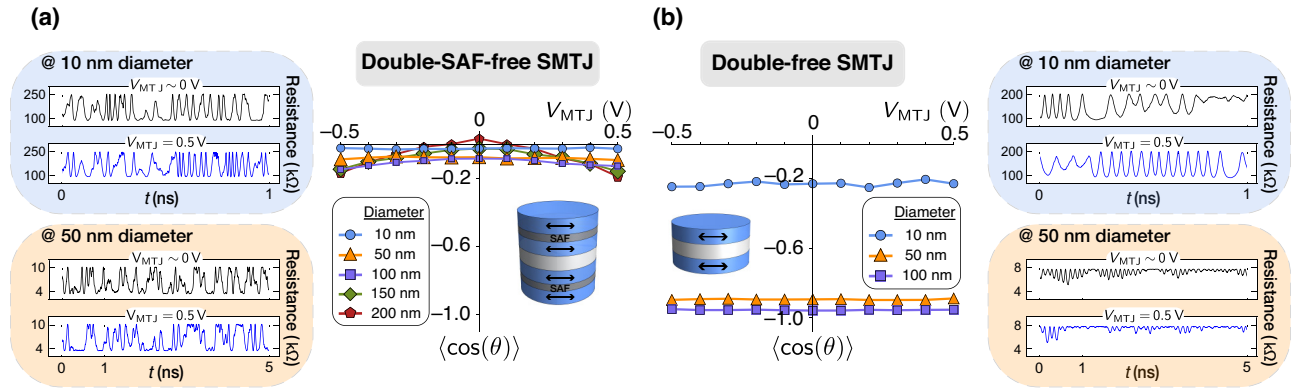 (a)
@ 10 nm diameter
V_MTJ ∼ 0 V
250
100
V_MTJ = 0.5 V
250
100
0
1
t (ns)
Resistance (kΩ)
@ 50 nm diameter
V_MTJ ∼ 0 V
10
4
V_MTJ = 0.5 V
10
4
0
1
5
t (ns)
Resistance (kΩ)
Double-SAF-free SMTJ
V_MTJ (V)
−0.5
0
0.5
−0.2
−0.6
−1.0
⟨cos(θ)⟩
Diameter
10 nm
50 nm
100 nm
150 nm
200 nm
SAF
SAF
(b)
Double-free SMTJ
V_MTJ (V)
−0.5
0
0.5
−0.2
−0.6
−1.0
⟨cos(θ)⟩
Diameter
10 nm
50 nm
100 nm
@ 10 nm diameter
V_MTJ ∼ 0 V
200
100
V_MTJ = 0.5 V
200
100
0
1
t (ns)
Resistance (kΩ)
@ 50 nm diameter
V_MTJ ∼ 0 V
8
4
V_MTJ = 0.5 V
8
4
0
1
5
t (ns)
Resistance (kΩ)